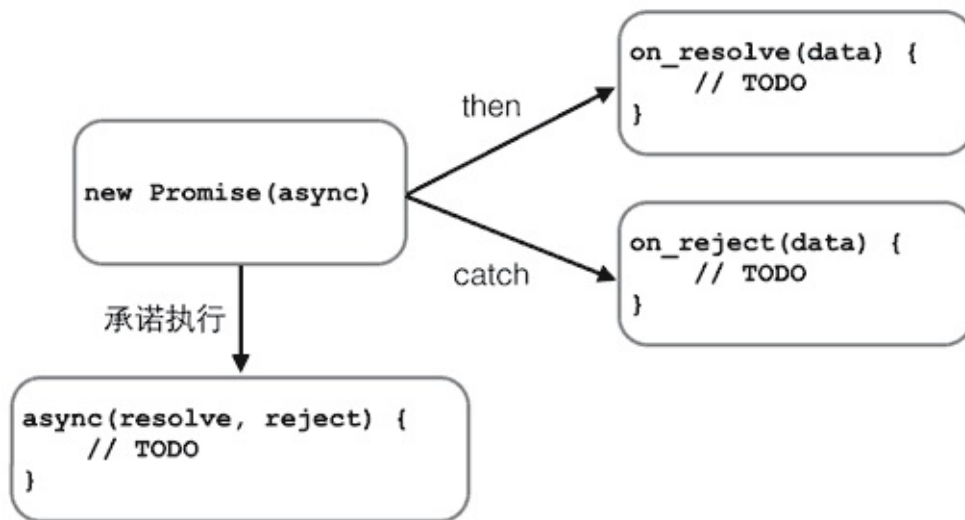 on_resolve(data) {
    // TODO
}
then
new Promise(async)
on_reject(data) {
    // TODO
}
catch
承诺执行
async(resolve, reject) {
    // TODO
}